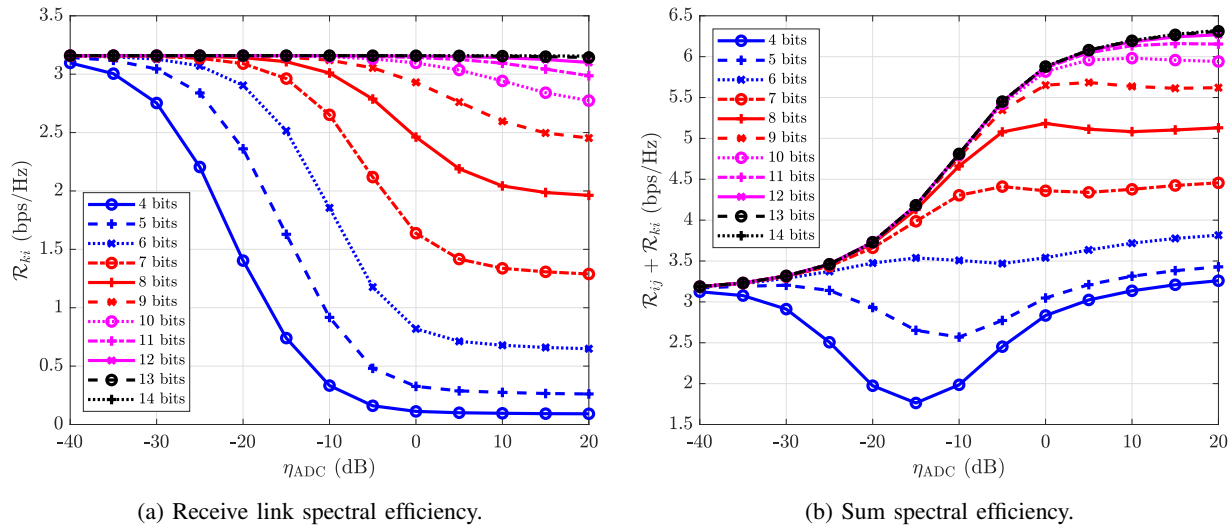 3.5
3
2.5
2
1.5
1
0.5
0
ℛki (bps/Hz)
4 bits
5 bits
6 bits
7 bits
8 bits
9 bits
10 bits
11 bits
12 bits
13 bits
14 bits
-40 -30 -20 -10 0 10 20
ηADC (dB)
(a) Receive link spectral efficiency.
6.5
6
5.5
5
4.5
4
3.5
3
2.5
2
1.5
ℛij + ℛki (bps/Hz)
4 bits
5 bits
6 bits
7 bits
8 bits
9 bits
10 bits
11 bits
12 bits
13 bits
14 bits
-40 -30 -20 -10 0 10 20
ηADC (dB)
(b) Sum spectral efficiency.